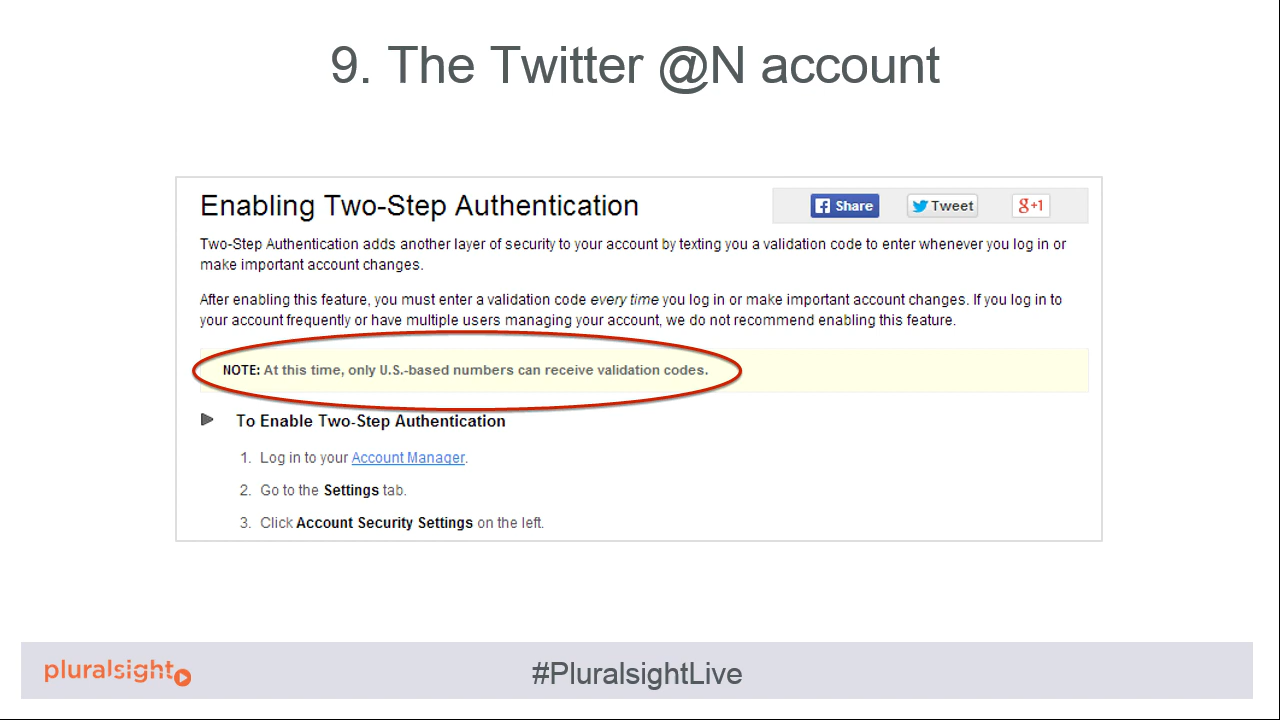 9. The Twitter @N account
Enabling Two-Step Authentication
Share
Tweet
g+1
Two-Step Authentication adds another layer of security to your account by texting you a validation code to enter whenever you log in or
make important account changes.
After enabling this feature, you must enter a validation code every time you log in or make important account changes. If you log in to
your account frequently or have multiple users managing your account, we do not recommend enabling this feature.
NOTE: At this time, only U.S.-based numbers can receive validation codes.
To Enable Two-Step Authentication
1. Log in to your Account Manager.
2. Go to the Settings tab.
3. Click Account Security Settings on the left.
pluralsight
#PluralsightLive